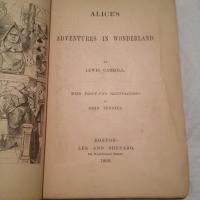 ALICE'S
ADVENTURES IN WONDERLAND
BY
LEWIS CARROLL.
WITH FORTY-TWO ILLUSTRATIONS
BY
JOHN TENNIEL.
BOSTON:
LEE AND SHEPARD,
1869.